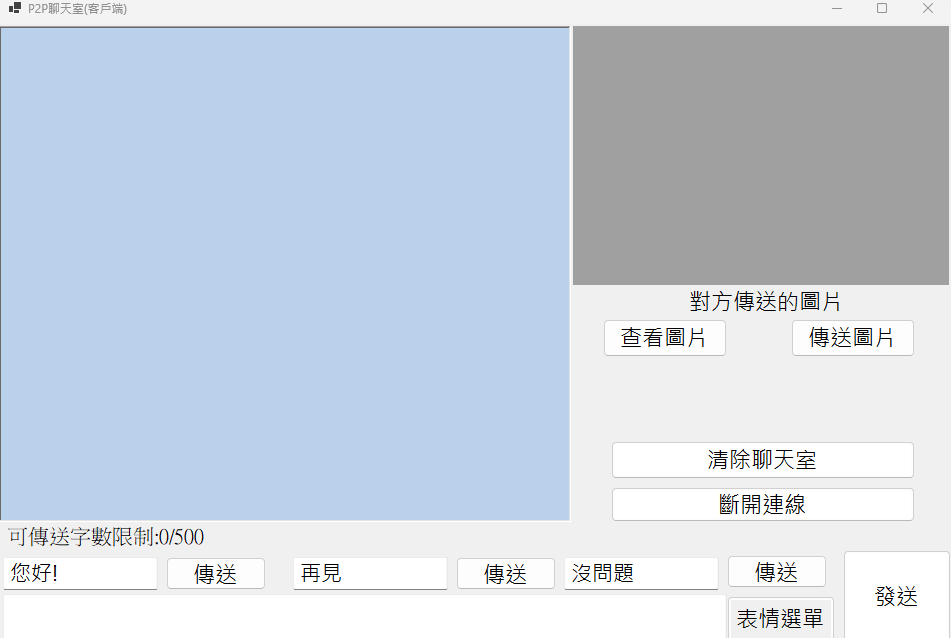 P2P聊天室(客戶端)
對方傳送的圖片
查看圖片
傳送圖片
清除聊天室
斷開連線
可傳送字數限制:0/500
您好!
傳送
再見
傳送
沒問題
傳送
發送
表情選單